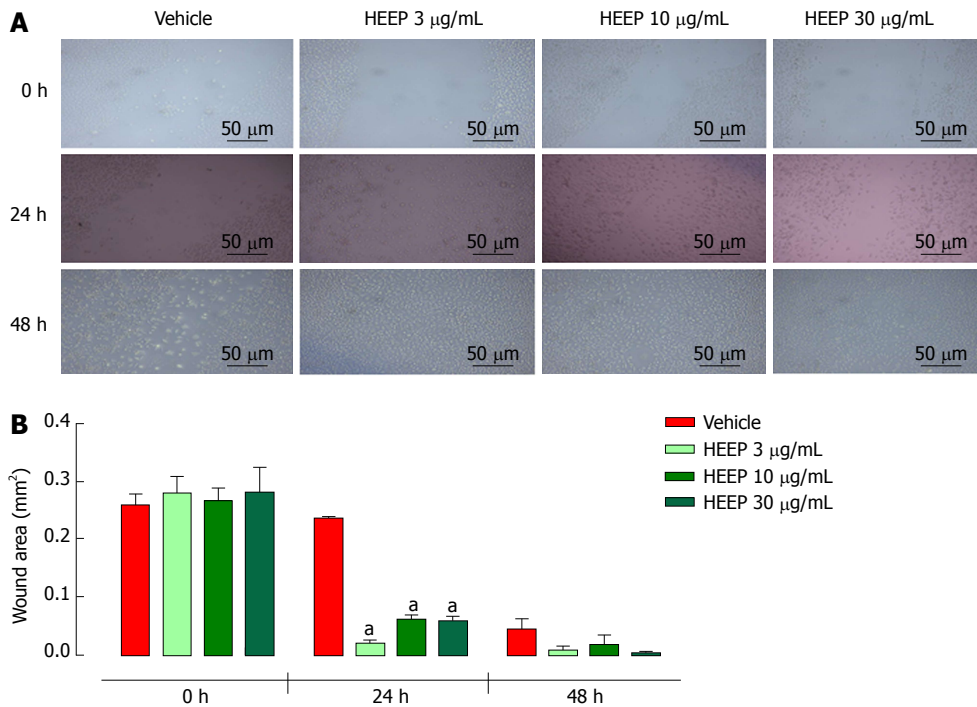 A
Vehicle
HEEP 3 μg/mL
HEEP 10 μg/mL
HEEP 30 μg/mL
0 h
50 μm
50 μm
50 μm
50 μm
24 h
50 μm
50 μm
50 μm
50 μm
48 h
50 μm
50 μm
50 μm
50 μm
B
Wound area (mm²)
0.4
0.3
0.2
0.1
0.0
a
a
a
0 h
24 h
48 h
Vehicle
HEEP 3 μg/mL
HEEP 10 μg/mL
HEEP 30 μg/mL